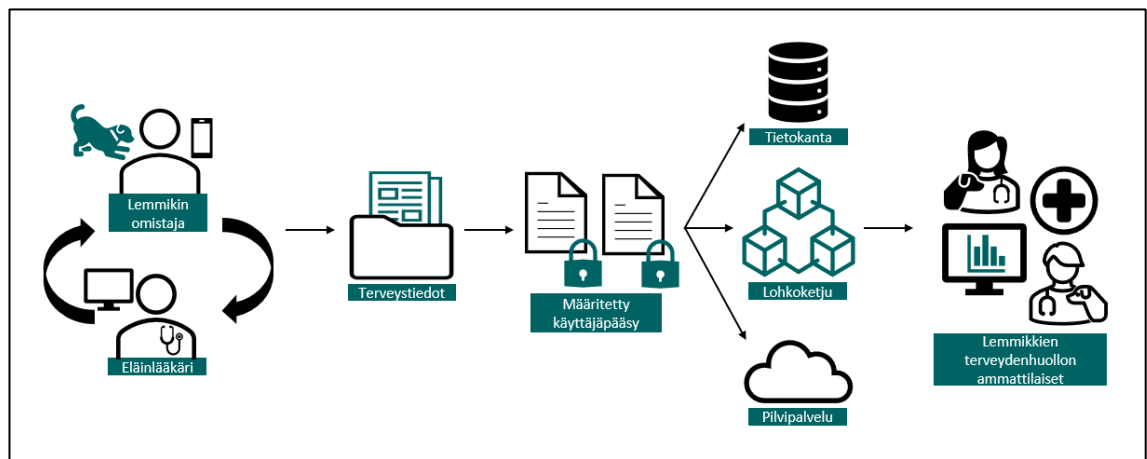 Lemmikin
omistaja
Eläinlääkäri
Terveystiedot
Määritetty
käyttäjäpääsy
Tietokanta
Lohkoketju
Pilvipalvelu
Lemmikkien
terveydenhuollon
ammattilaiset